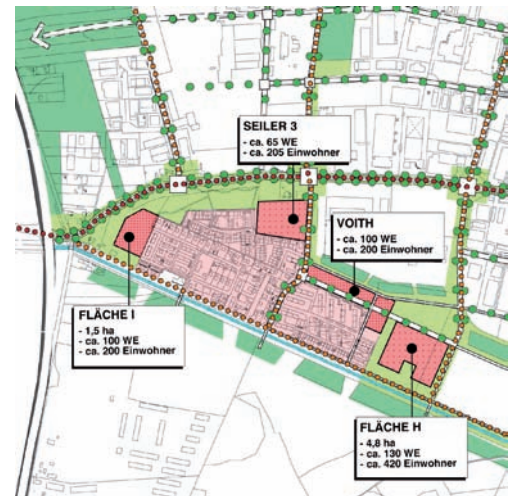 SEILER 3
- ca. 65 WE
- ca. 205 Einwohner
VOITH
- ca. 100 WE
- ca. 200 Einwohner
FLÄCHE I
- 1,5 ha
- ca. 100 WE
- ca. 200 Einwohner
FLÄCHE H
- 4,8 ha
- ca. 130 WE
- ca. 420 Einwohner